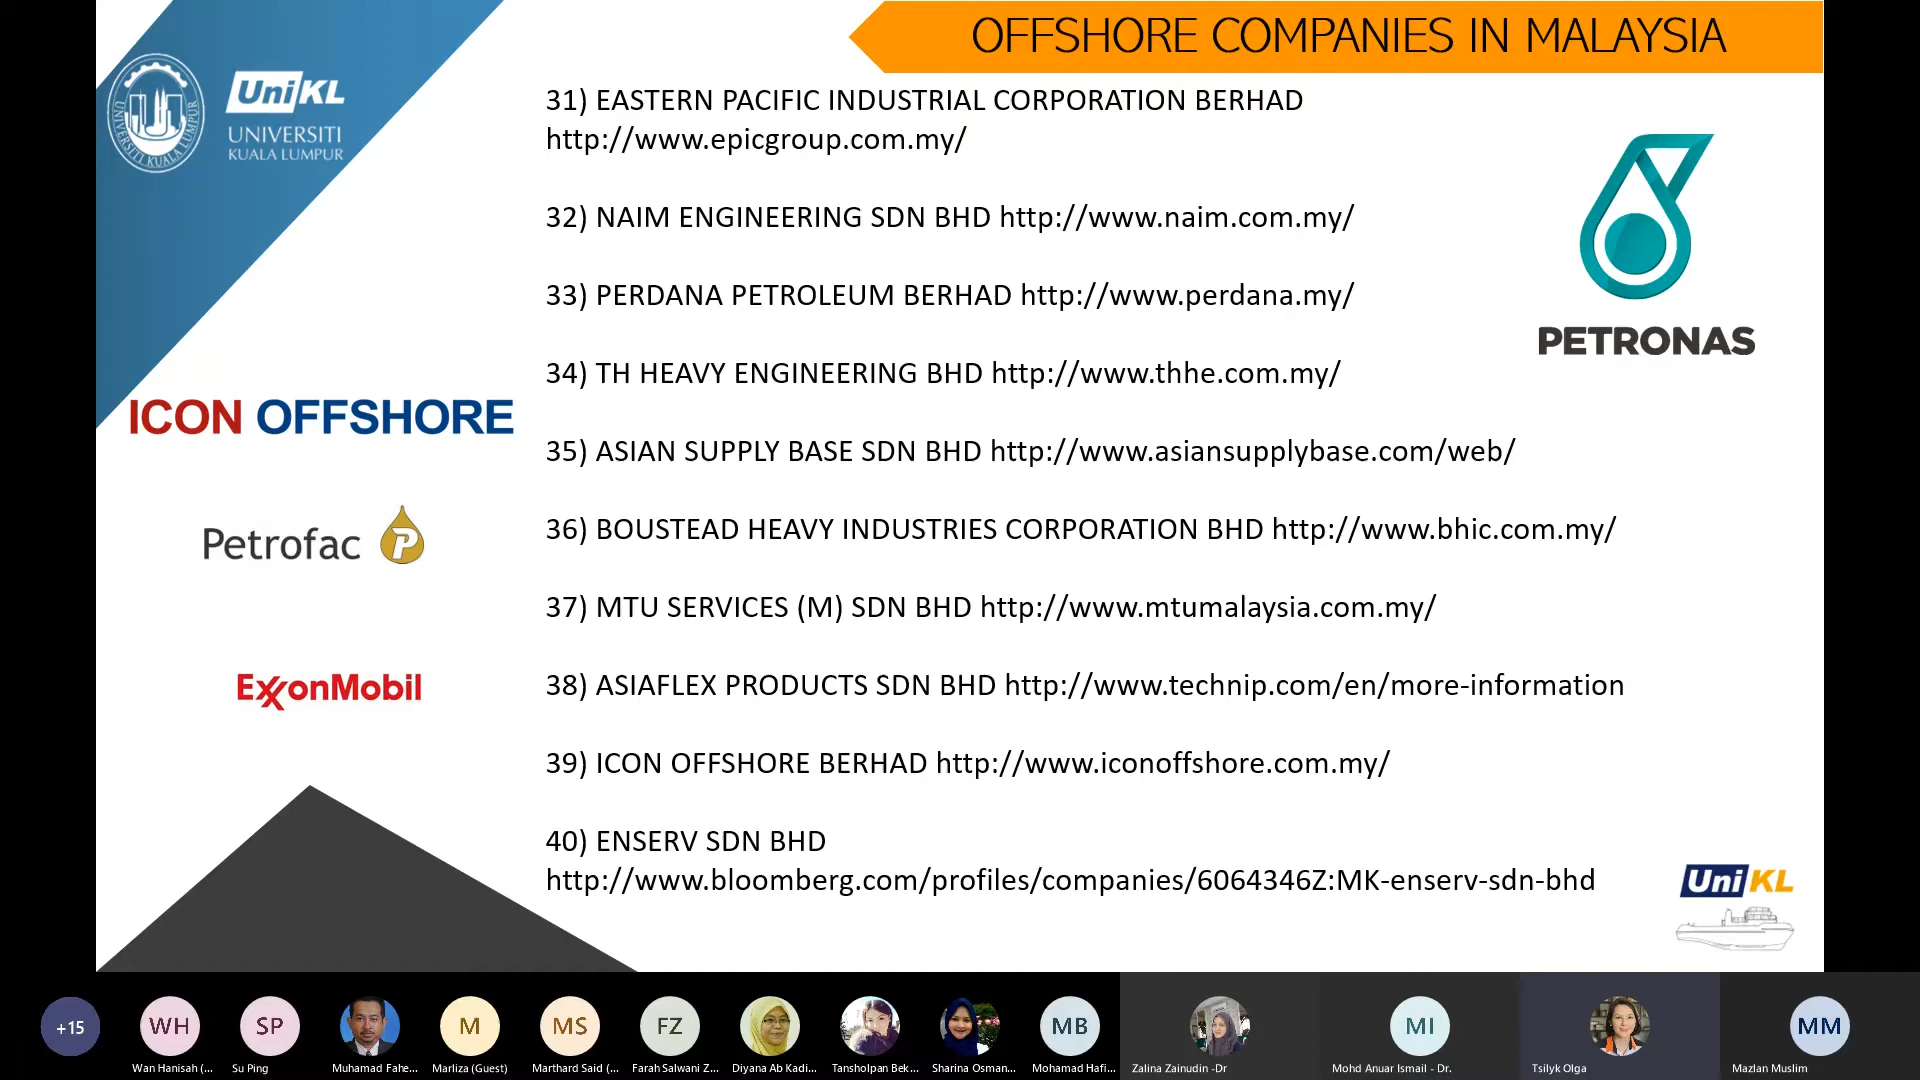 OFFSHORE COMPANIES IN MALAYSIA
UNIVERSITI KUALA LUMPUR
UniKL
UNIVERSITI
KUALA LUMPUR
31) EASTERN PACIFIC INDUSTRIAL CORPORATION BERHAD
http://www.epicgroup.com.my/
32) NAIM ENGINEERING SDN BHD http://www.naim.com.my/
33) PERDANA PETROLEUM BERHAD http://www.perdana.my/
34) TH HEAVY ENGINEERING BHD http://www.thhe.com.my/
35) ASIAN SUPPLY BASE SDN BHD http://www.asiansupplybase.com/web/
36) BOUSTEAD HEAVY INDUSTRIES CORPORATION BHD http://www.bhic.com.my/
37) MTU SERVICES (M) SDN BHD http://www.mtumalaysia.com.my/
38) ASIAFLEX PRODUCTS SDN BHD http://www.technip.com/en/more-information
39) ICON OFFSHORE BERHAD http://www.iconoffshore.com.my/
40) ENSERV SDN BHD
http://www.bloomberg.com/profiles/companies/6064346Z:MK-enserv-sdn-bhd
PETRONAS
ICON OFFSHORE
Petrofac P
ExxonMobil
UniKL
+15
WH
SP
M
MS
FZ
MB
MI
MM
Wan Hanisah (...
Su Ping
Muhamad Fahe...
Marliza (Guest)
Marthard Said (...
Farah Salwani Z...
Diyana Ab Kadi...
Tansholpan Bek...
Sharina Osman...
Mohamad Hafi...
Zalina Zainudin -Dr
Mohd Anuar Ismail - Dr.
Tsilyk Olga
Mazlan Muslim